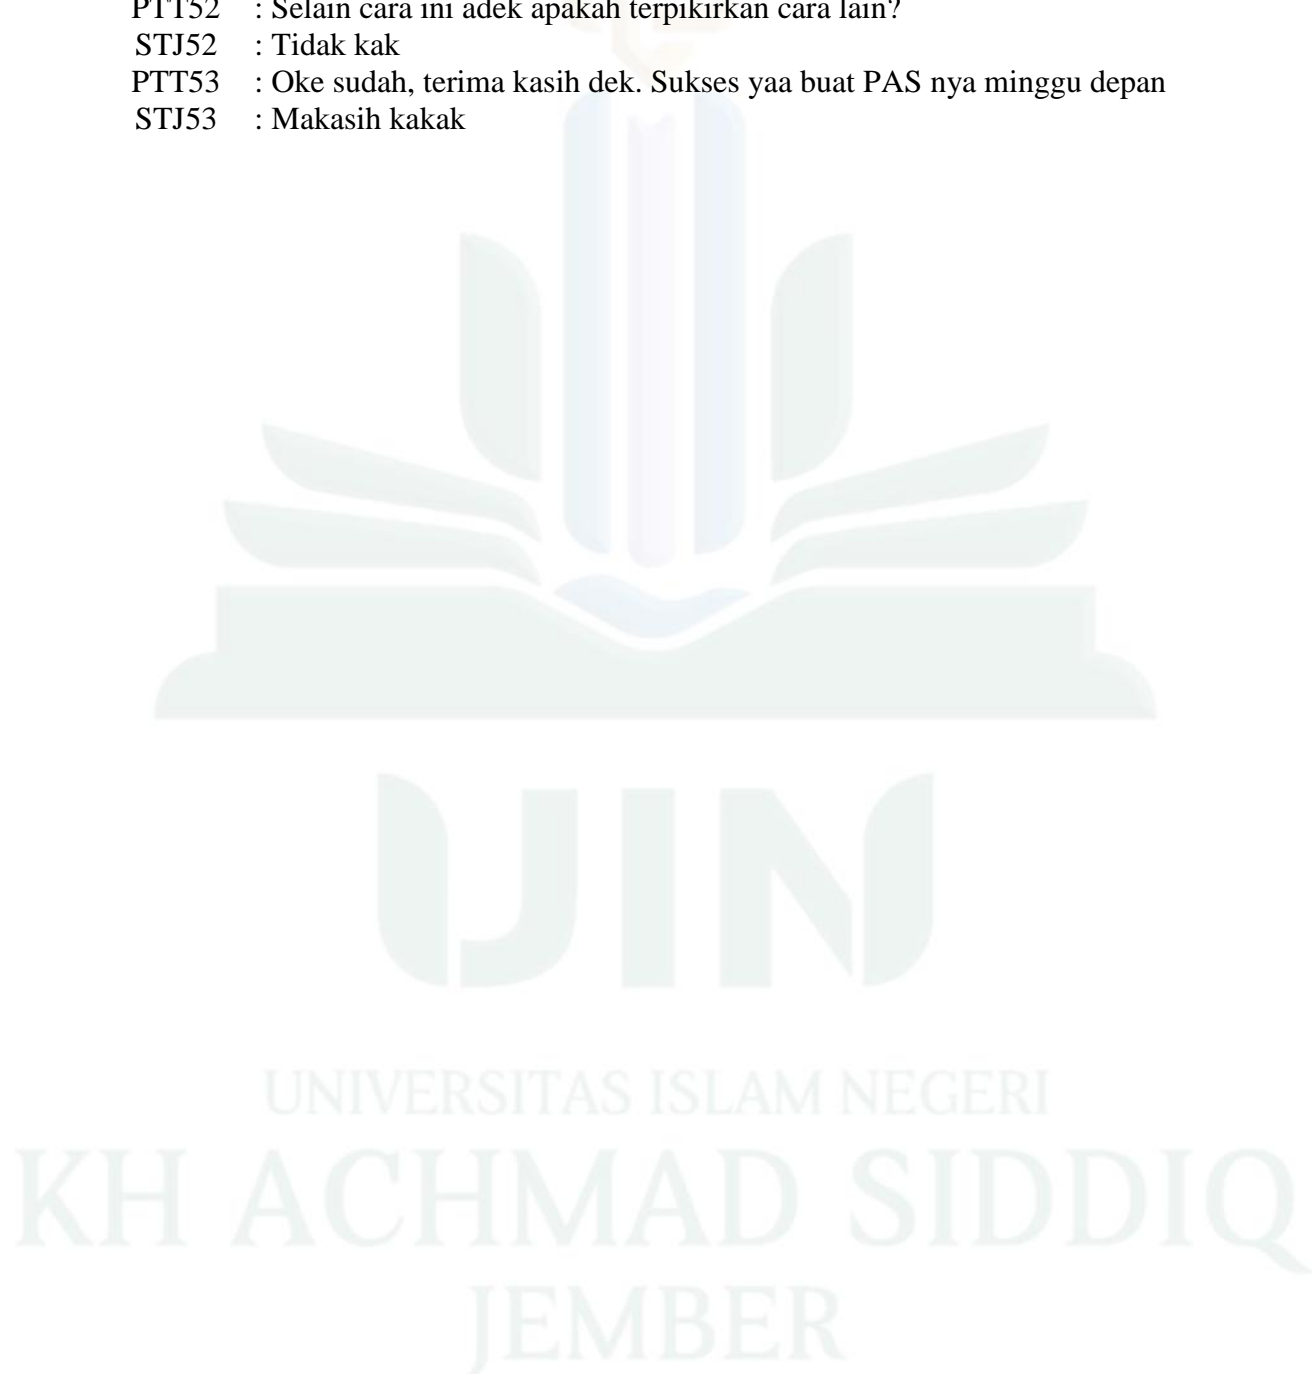 PTT52 : Selain cara ini adek apakah terpikirkan cara lain?
STJ52 : Tidak kak
PTT53 : Oke sudah, terima kasih dek. Sukses yaa buat PAS nya minggu depan
STJ53 : Makasih kakak
UIN
UNIVERSITAS ISLAM NEGERI
KH ACHMAD SIDDIQ
JEMBER